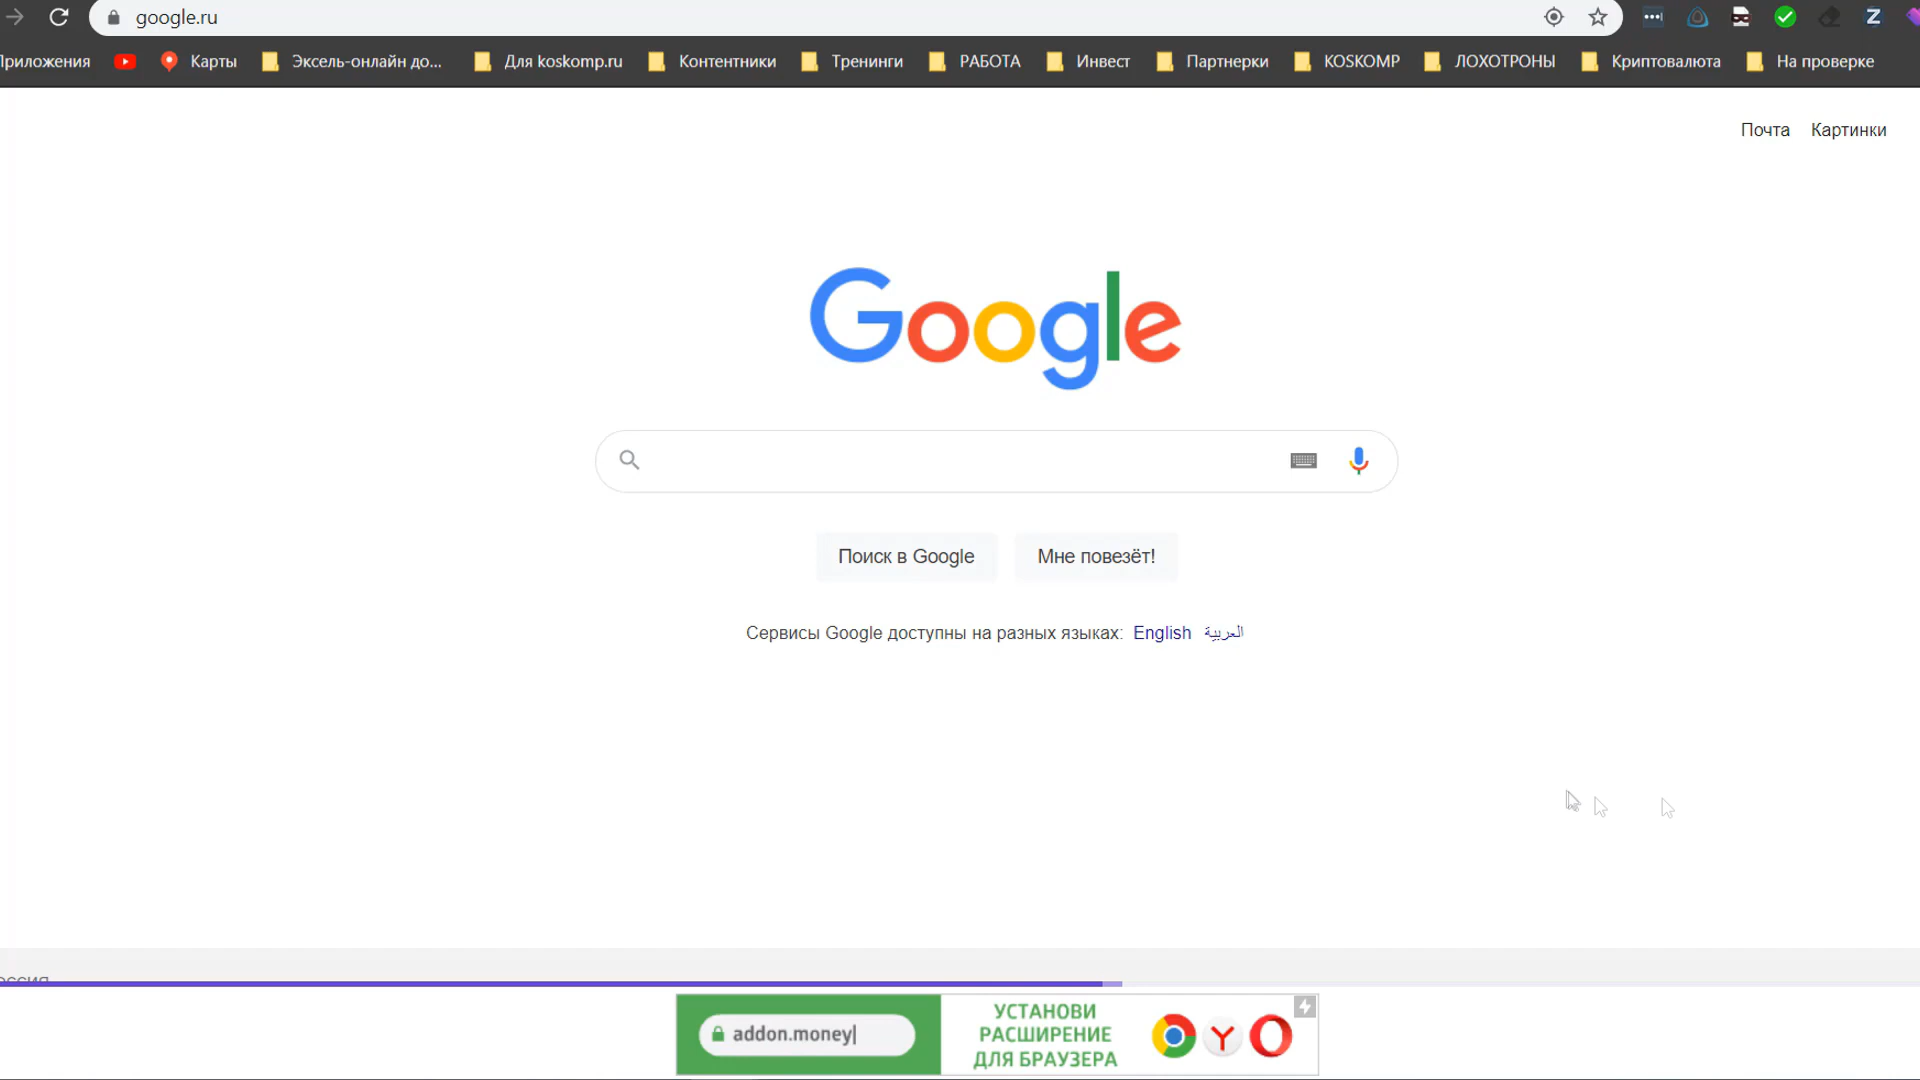 google.ru
Z
Приложения
Карты
Эксель-онлайн до...
Для koskomp.ru
Контентники
Тренинги
РАБОТА
Инвест
Партнерки
KOSKOMP
ЛОХОТРОНЫ
Криптовалюта
На проверке
Почта Картинки
Google
Поиск в Google
Мне повезёт!
Сервисы Google доступны на разных языках: English العربية
addon.money
УСТАНОВИ
РАСШИРЕНИЕ
ДЛЯ БРАУЗЕРА